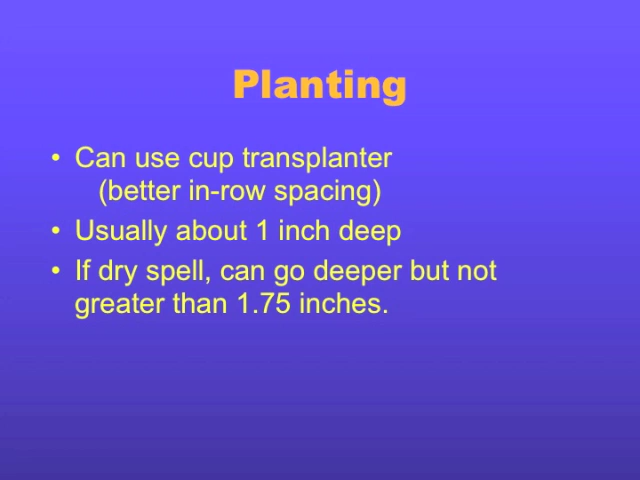 Planting
• Can use cup transplanter
(better in-row spacing)
• Usually about 1 inch deep
• If dry spell, can go deeper but not
greater than 1.75 inches.